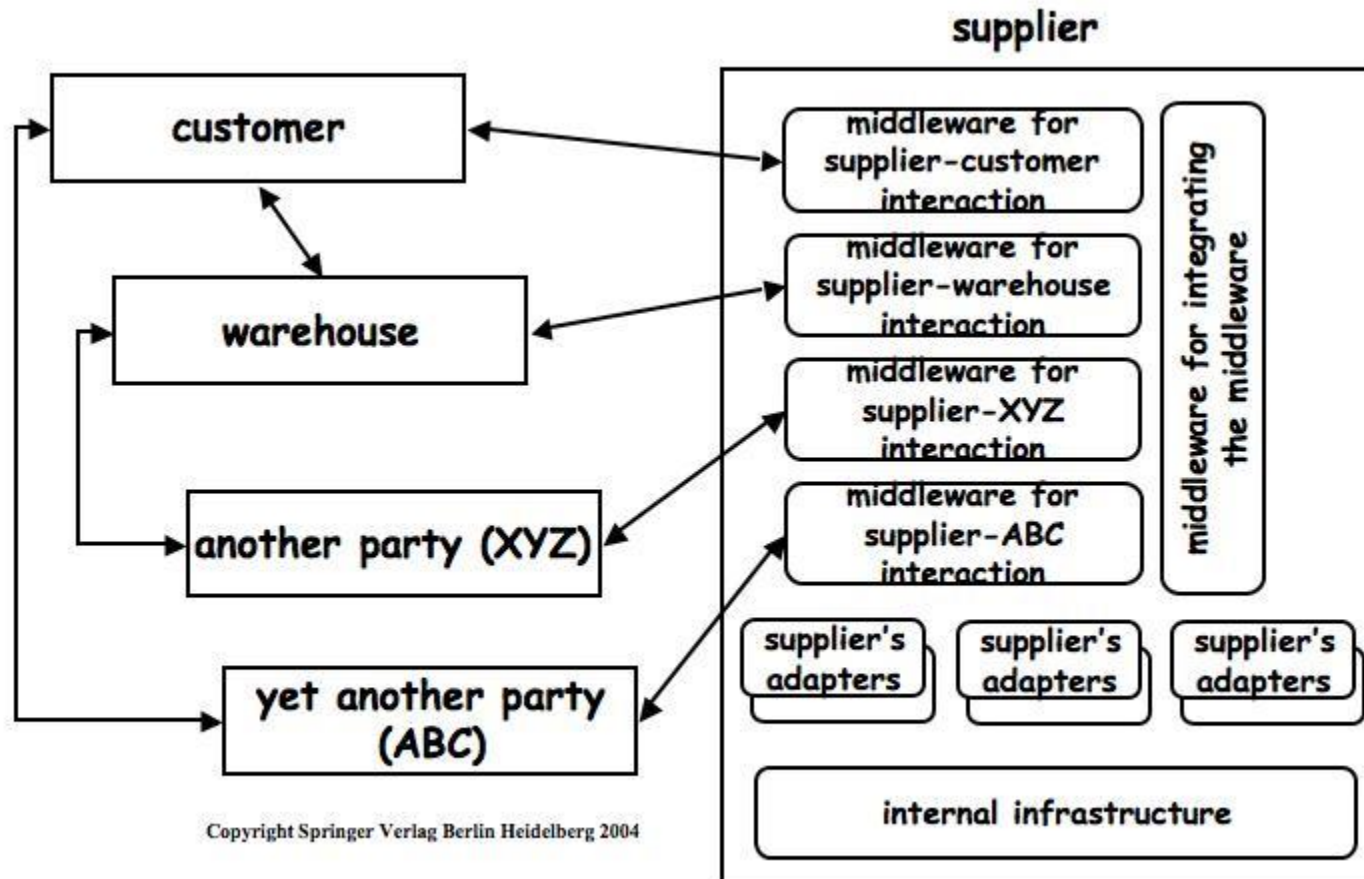 supplier
customer
warehouse
another party (XYZ)
yet another party
(ABC)
middleware for
supplier-customer
interaction
middleware for
supplier-warehouse
interaction
middleware for
supplier-XYZ
interaction
middleware for
supplier-ABC
interaction
middleware for integrating
the middleware
supplier's
adapters
supplier's
adapters
supplier's
adapters
internal infrastructure
Copyright Springer Verlag Berlin Heidelberg 2004